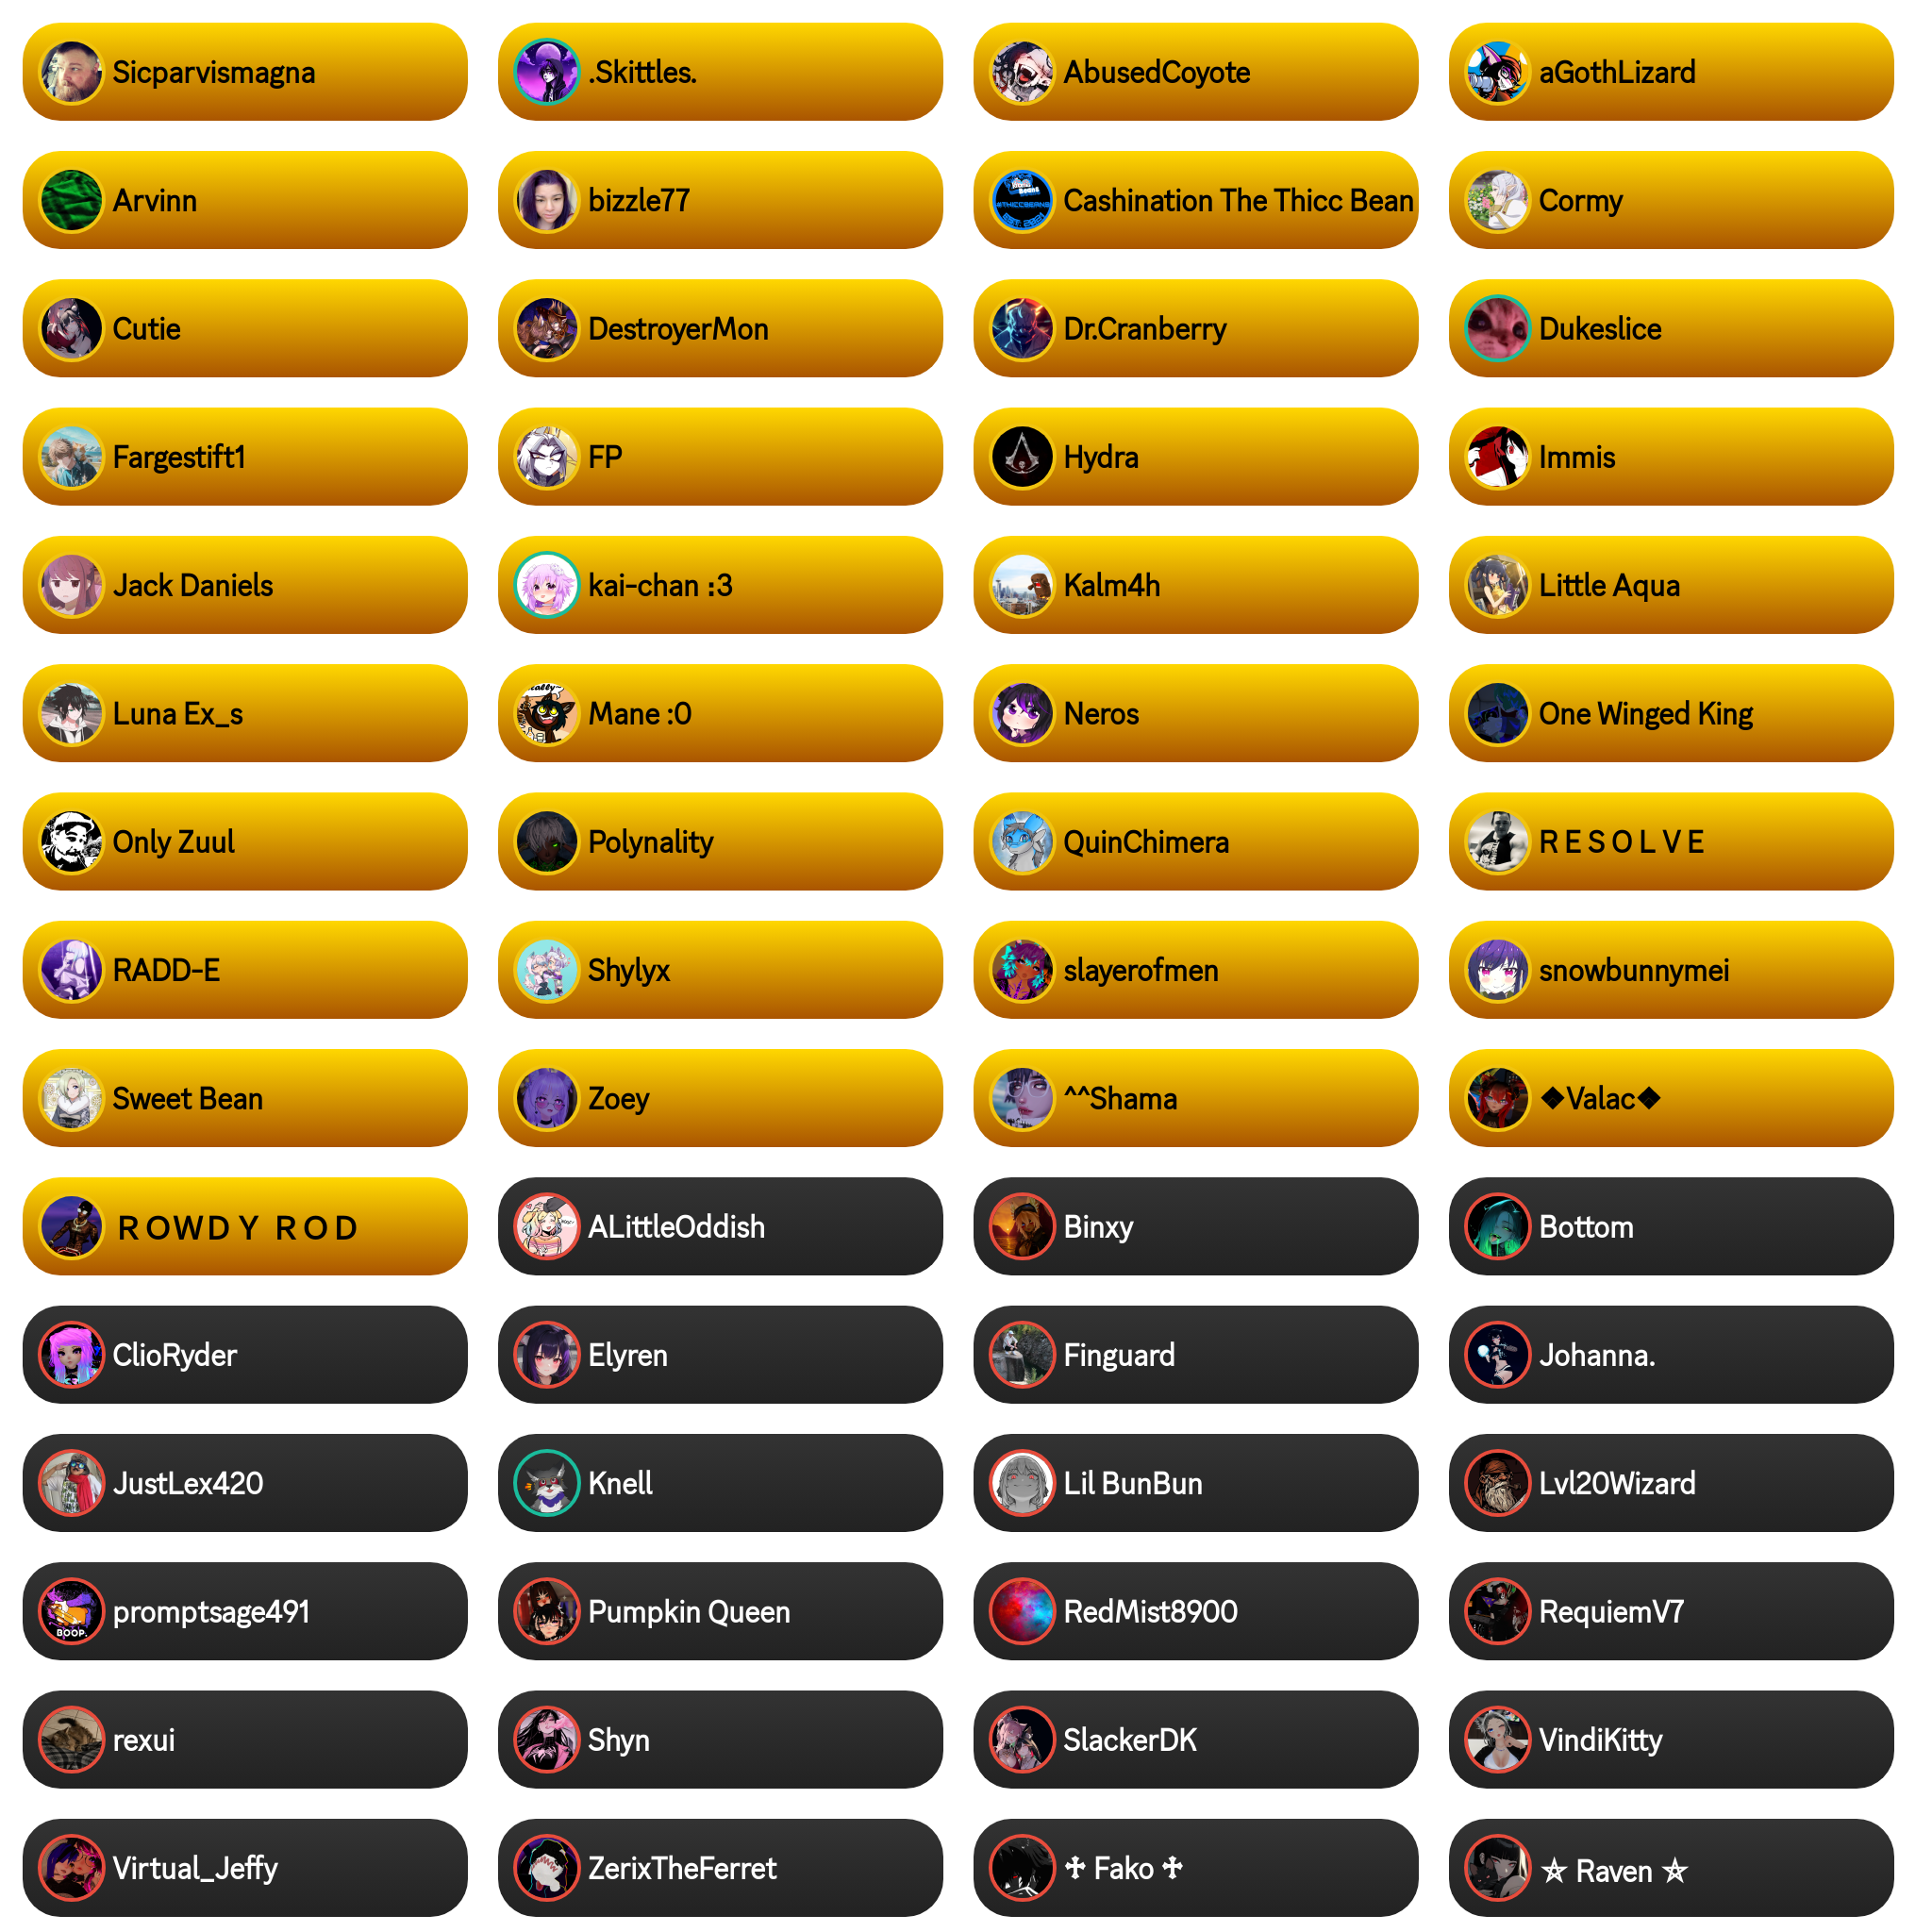 Sicparvismagna
.Skittles.
AbusedCoyote
aGothLizard
Arvinn
bizzle77
Cashination The Thicc Bean
Cormy
Cutie
DestroyerMon
Dr.Cranberry
Dukeslice
Fargestift1
FP
Hydra
Immis
Jack Daniels
kai-chan :3
Kalm4h
Little Aqua
Luna Ex_s
Mane :0
Neros
One Winged King
Only Zuul
Polynality
QuinChimera
R E S O L V E
RADD-E
Shylyx
slayerofmen
snowbunnymei
Sweet Bean
Zoey
^^Shama
❖Valac❖
ＲＯＷＤＹ ＲＯＤ
ALittleOddish
Binxy
Bottom
ClioRyder
Elyren
Finguard
Johanna.
JustLex420
Knell
Lil BunBun
Lvl20Wizard
BOOP.
promptsage491
Pumpkin Queen
RedMist8900
RequiemV7
rexui
Shyn
SlackerDK
VindiKitty
Virtual_Jeffy
ZerixTheFerret
✢ Fako ✢
⛤ Raven ⛤